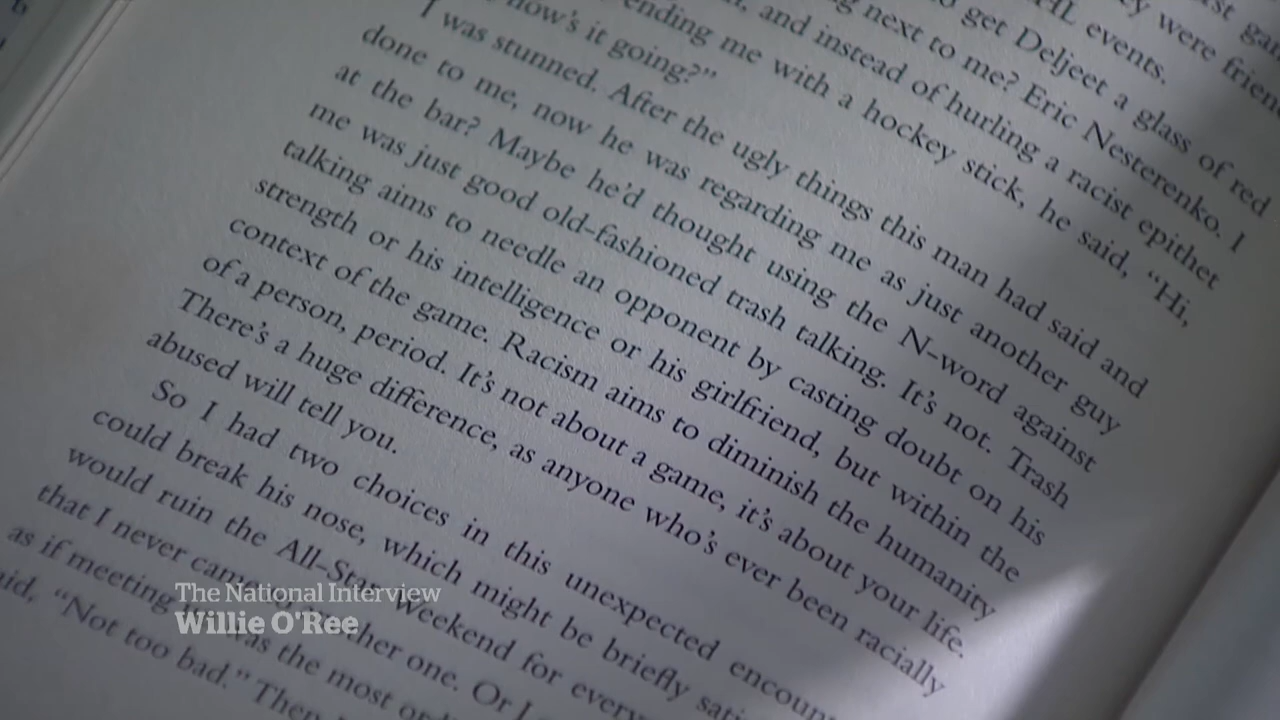 were
events.
get Deljeet a glass of red
next to me? Eric Nesterenko. I
and instead of hurling a racist epithet
me with a hockey stick, he said, “Hi,
how’s it going?”
I was stunned. After the ugly things this man had said and
done to me, now he was regarding me as just another guy
at the bar? Maybe he’d thought using the N-word against
me was just good old-fashioned trash talking. It’s not. Trash
talking aims to needle an opponent by casting doubt on his
strength or his intelligence or his girlfriend, but within the
context of the game. Racism aims to diminish the humanity
of a person, period. It’s not about a game, it’s about your life.
There’s a huge difference, as anyone who’s ever been racially
abused will tell you.
So I had two choices in this unexpected
could break his nose, which might be briefly
would ruin the All-Star Weekend for
that I never other one. Or I
as if meeting was the most
“Not too bad.” Then
The National Interview
Willie O'Ree